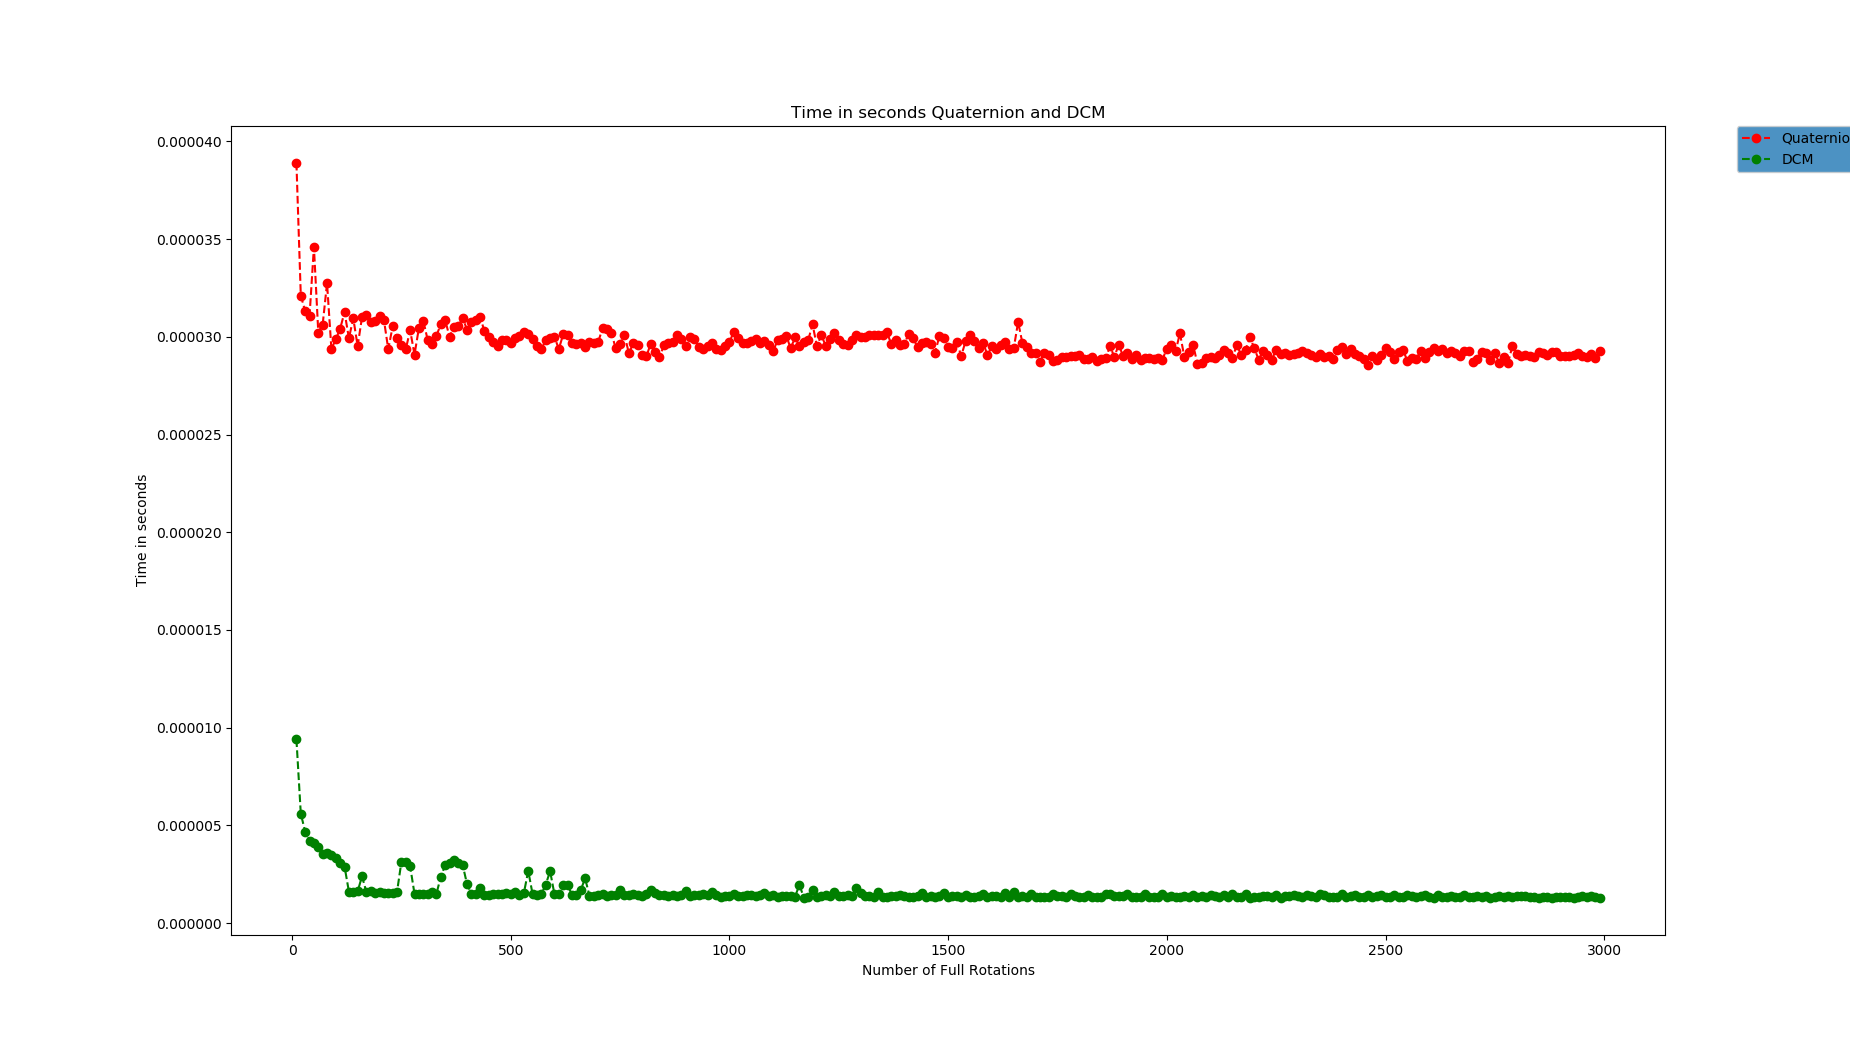 Time in seconds Quaternion and DCM
0.000040
0.000035
0.000030
0.000025
0.000020
0.000015
0.000010
0.000005
0.000000
Time in seconds
0 500 1000 1500 2000 2500 3000
Number of Full Rotations
Quaternio
DCM